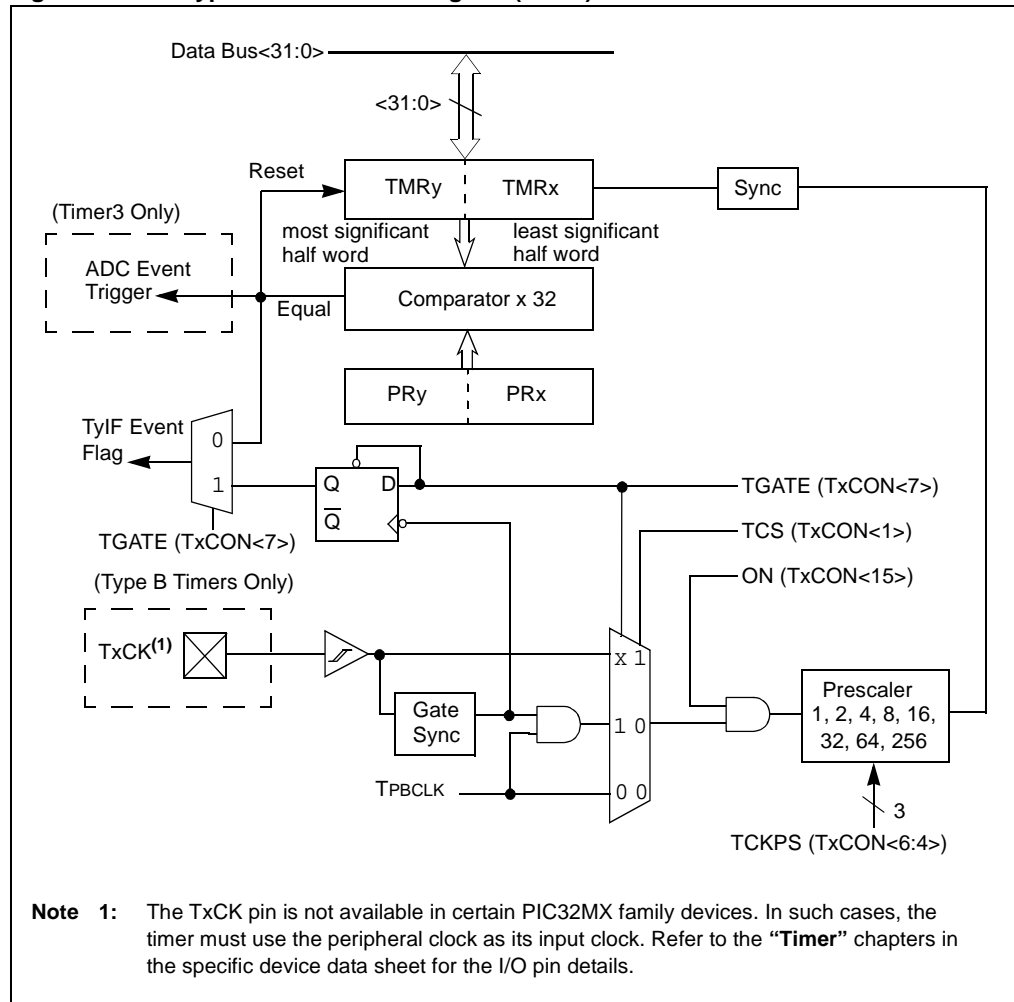 Data Bus<31:0>
<31:0>
Reset
TMRy
TMRx
Sync
(Timer3 Only)
most significant
half word
least significant
half word
ADC Event
Trigger
Equal
Comparator x 32
PRy
PRx
TyIF Event
Flag
0
1
Q
D
Q
TGATE (TxCON<7>)
TGATE (TxCON<7>)
TCS (TxCON<1>)
(Type B Timers Only)
ON (TxCON<15>)
TxCK(1)
x 1
Prescaler
1, 2, 4, 8, 16,
32, 64, 256
Gate
Sync
1 0
TPBCLK
0 0
3
TCKPS (TxCON<6:4>)
Note 1: The TxCK pin is not available in certain PIC32MX family devices. In such cases, the
timer must use the peripheral clock as its input clock. Refer to the “Timer” chapters in
the specific device data sheet for the I/O pin details.